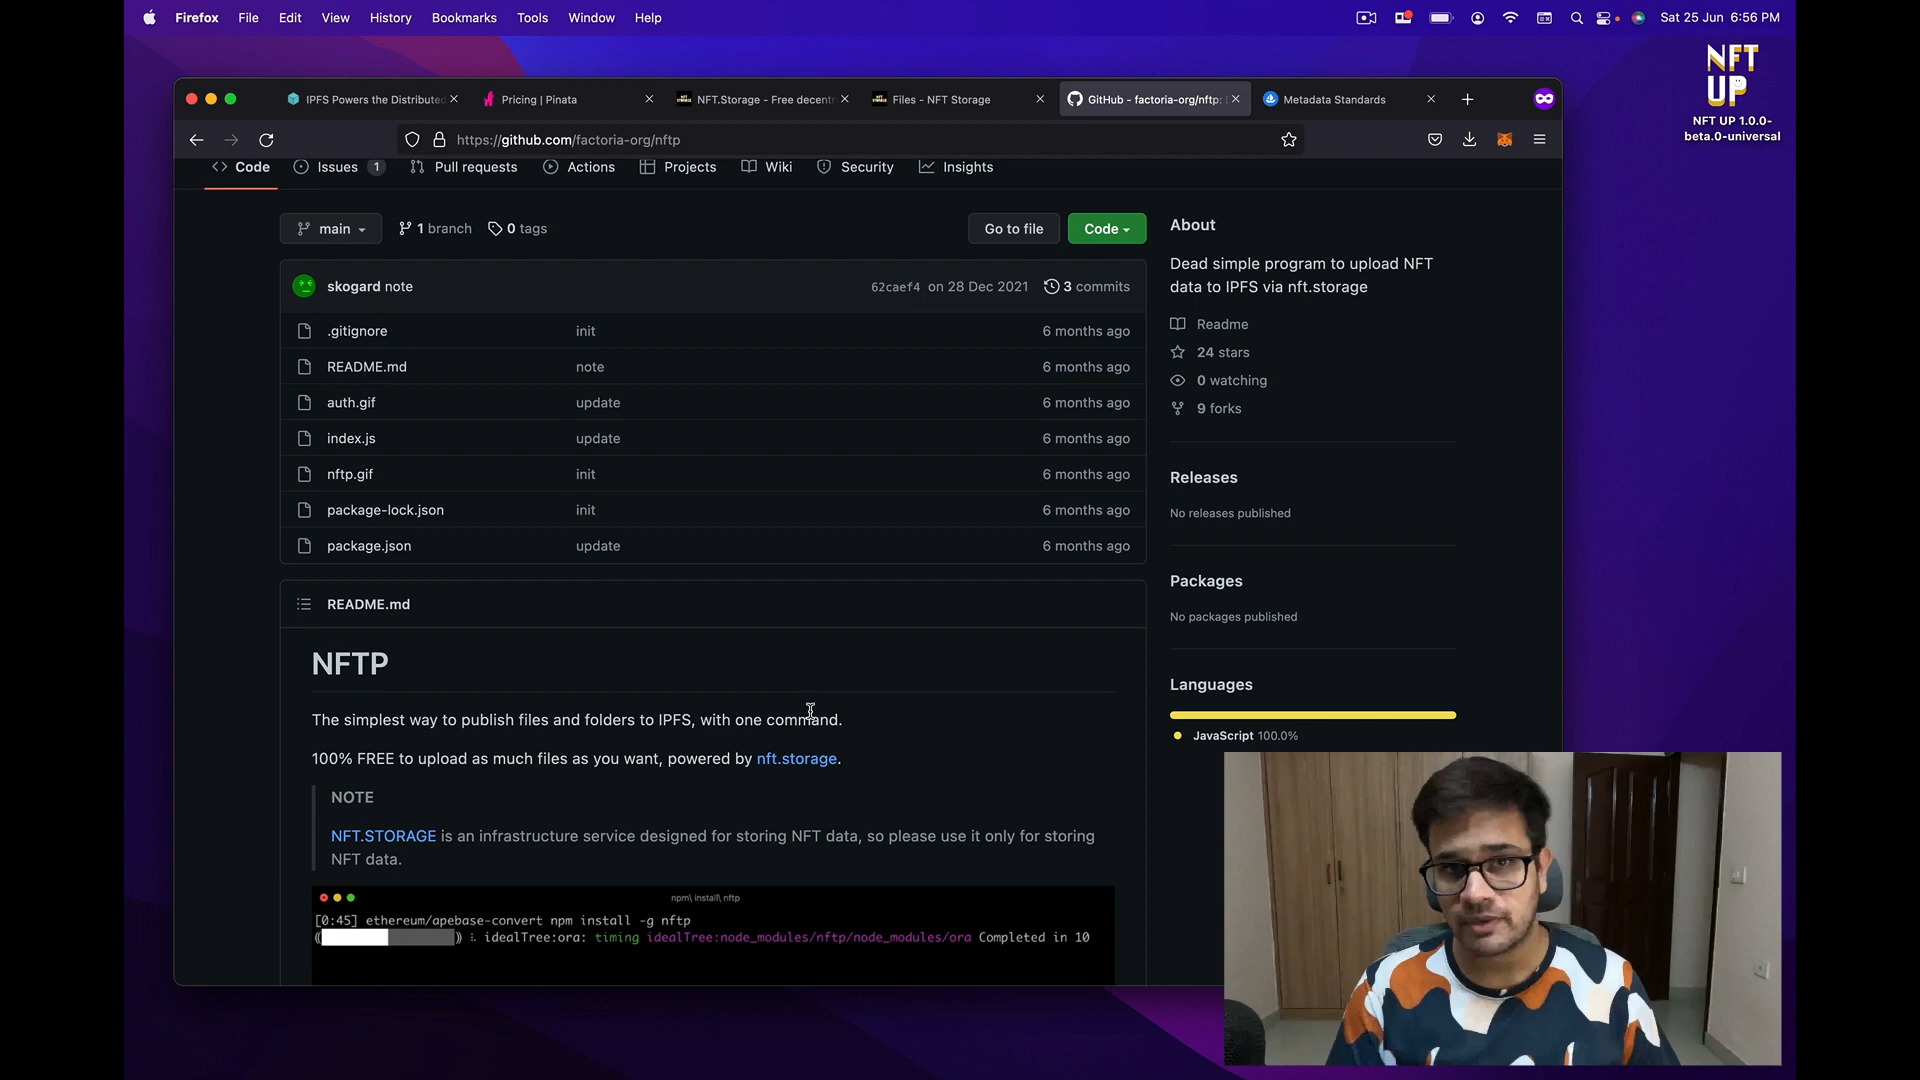 Firefox File Edit View History Bookmarks Tools Window Help Sat 25 Jun 6:56 PM
IPFS Powers the Distributed Pricing | Pinata NFT.Storage - Free decentr Files - NFT Storage GitHub - factoria-org/nftp: Metadata Standards
https://github.com/factoria-org/nftp
NFT
UP
NFT UP 1.0.0-
beta.0-universal
Code Issues 1 Pull requests Actions Projects Wiki Security Insights
main 1 branch 0 tags Go to file Code
skogard note 62caef4 on 28 Dec 2021 3 commits
.gitignore init 6 months ago
README.md note 6 months ago
auth.gif update 6 months ago
index.js update 6 months ago
nftp.gif init 6 months ago
package-lock.json init 6 months ago
package.json update 6 months ago
README.md
NFTP
The simplest way to publish files and folders to IPFS, with one command.
100% FREE to upload as much files as you want, powered by nft.storage.
NOTE
NFT.STORAGE is an infrastructure service designed for storing NFT data, so please use it only for storing
NFT data.
npm\ install\ nftp
[0:45] ethereum/apebase-convert npm install -g nftp
idealTree:ora: timing idealTree:node_modules/nftp/node_modules/ora Completed in 10
About
Dead simple program to upload NFT
data to IPFS via nft.storage
Readme
24 stars
0 watching
9 forks
Releases
No releases published
Packages
No packages published
Languages
JavaScript 100.0%